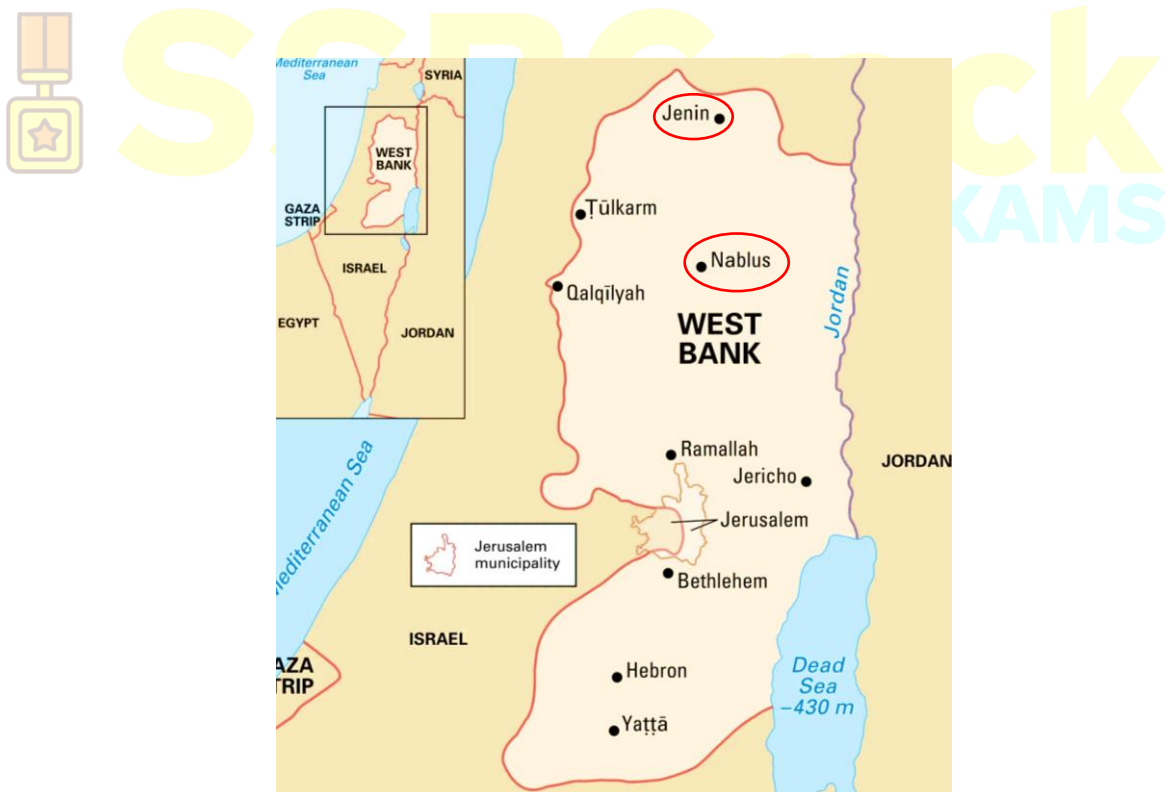 Mediterranean
Sea
SYRIA
WEST
BANK
GAZA
STRIP
ISRAEL
EGYPT
JORDAN
Jenin
Ṭūlkarm
Nablus
Qalqīlyah
Jordan
WEST
BANK
Ramallah
Jericho
JORDAN
Jerusalem
Mediterranean Sea
Jerusalem
municipality
Bethlehem
ISRAEL
AZA
TRIP
Hebron
Dead
Sea
−430 m
Yaṭṭā
KAMS